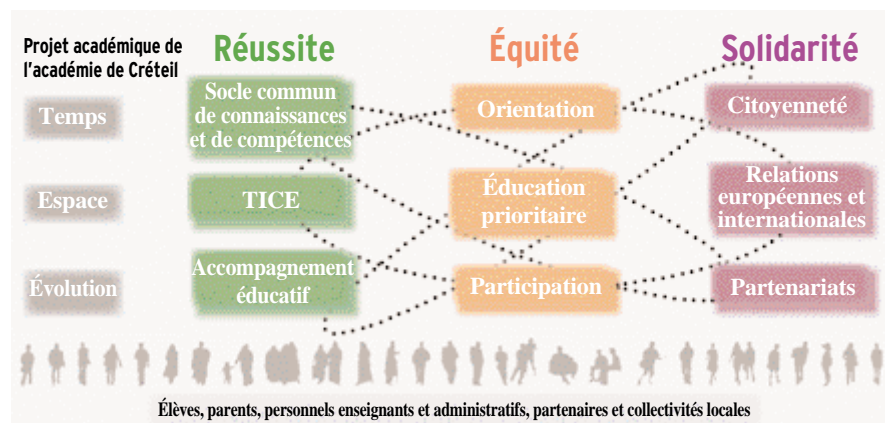 Projet académique de
l'académie de Créteil
Réussite
Équité
Solidarité
Temps
Socle commun
de connaissances
et de compétences
Orientation
Citoyenneté
Espace
TICE
Éducation
prioritaire
Relations
européennes et
internationales
Évolution
Accompagnement
éducatif
Participation
Partenariats
Élèves, parents, personnels enseignants et administratifs, partenaires et collectivités locales